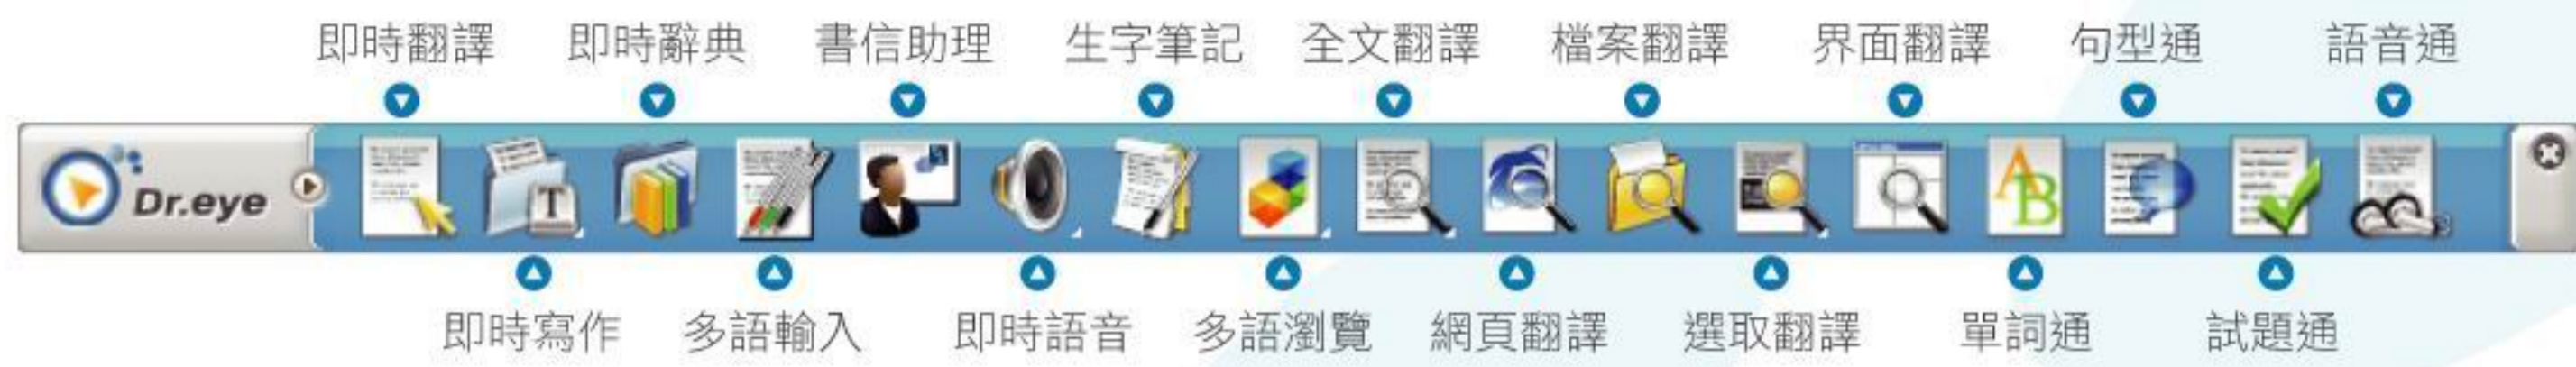 即時翻譯 即時辭典 書信助理 生字筆記 全文翻譯 檔案翻譯 界面翻譯 句型通 語音通
Dr.eye T AB
即時寫作 多語輸入 即時語音 多語瀏覽 網頁翻譯 選取翻譯 單詞通 試題通